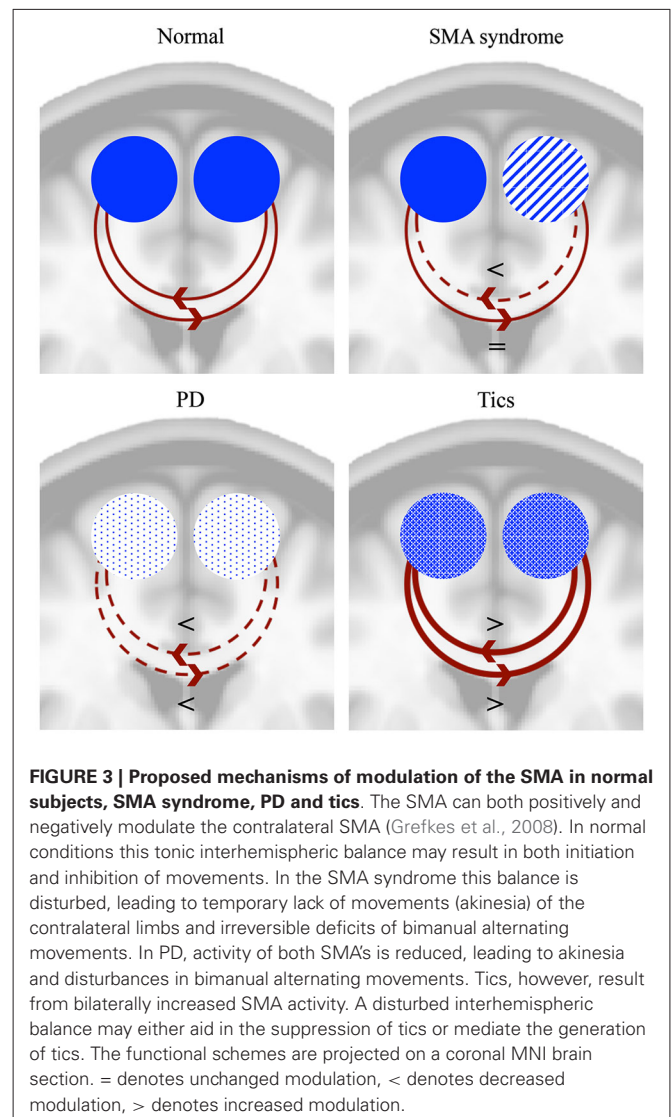 Normal
SMA syndrome
<
=
PD
Tics
<
<
>
>
FIGURE 3 | Proposed mechanisms of modulation of the SMA in normal
subjects, SMA syndrome, PD and tics. The SMA can both positively and
negatively modulate the contralateral SMA (Grefkes et al., 2008). In normal
conditions this tonic interhemispheric balance may result in both initiation
and inhibition of movements. In the SMA syndrome this balance is
disturbed, leading to temporary lack of movements (akinesia) of the
contralateral limbs and irreversible deficits of bimanual alternating
movements. In PD, activity of both SMA's is reduced, leading to akinesia
and disturbances in bimanual alternating movements. Tics, however, result
from bilaterally increased SMA activity. A disturbed interhemispheric
balance may either aid in the suppression of tics or mediate the generation
of tics. The functional schemes are projected on a coronal MNI brain
section. = denotes unchanged modulation, < denotes decreased
modulation, > denotes increased modulation.